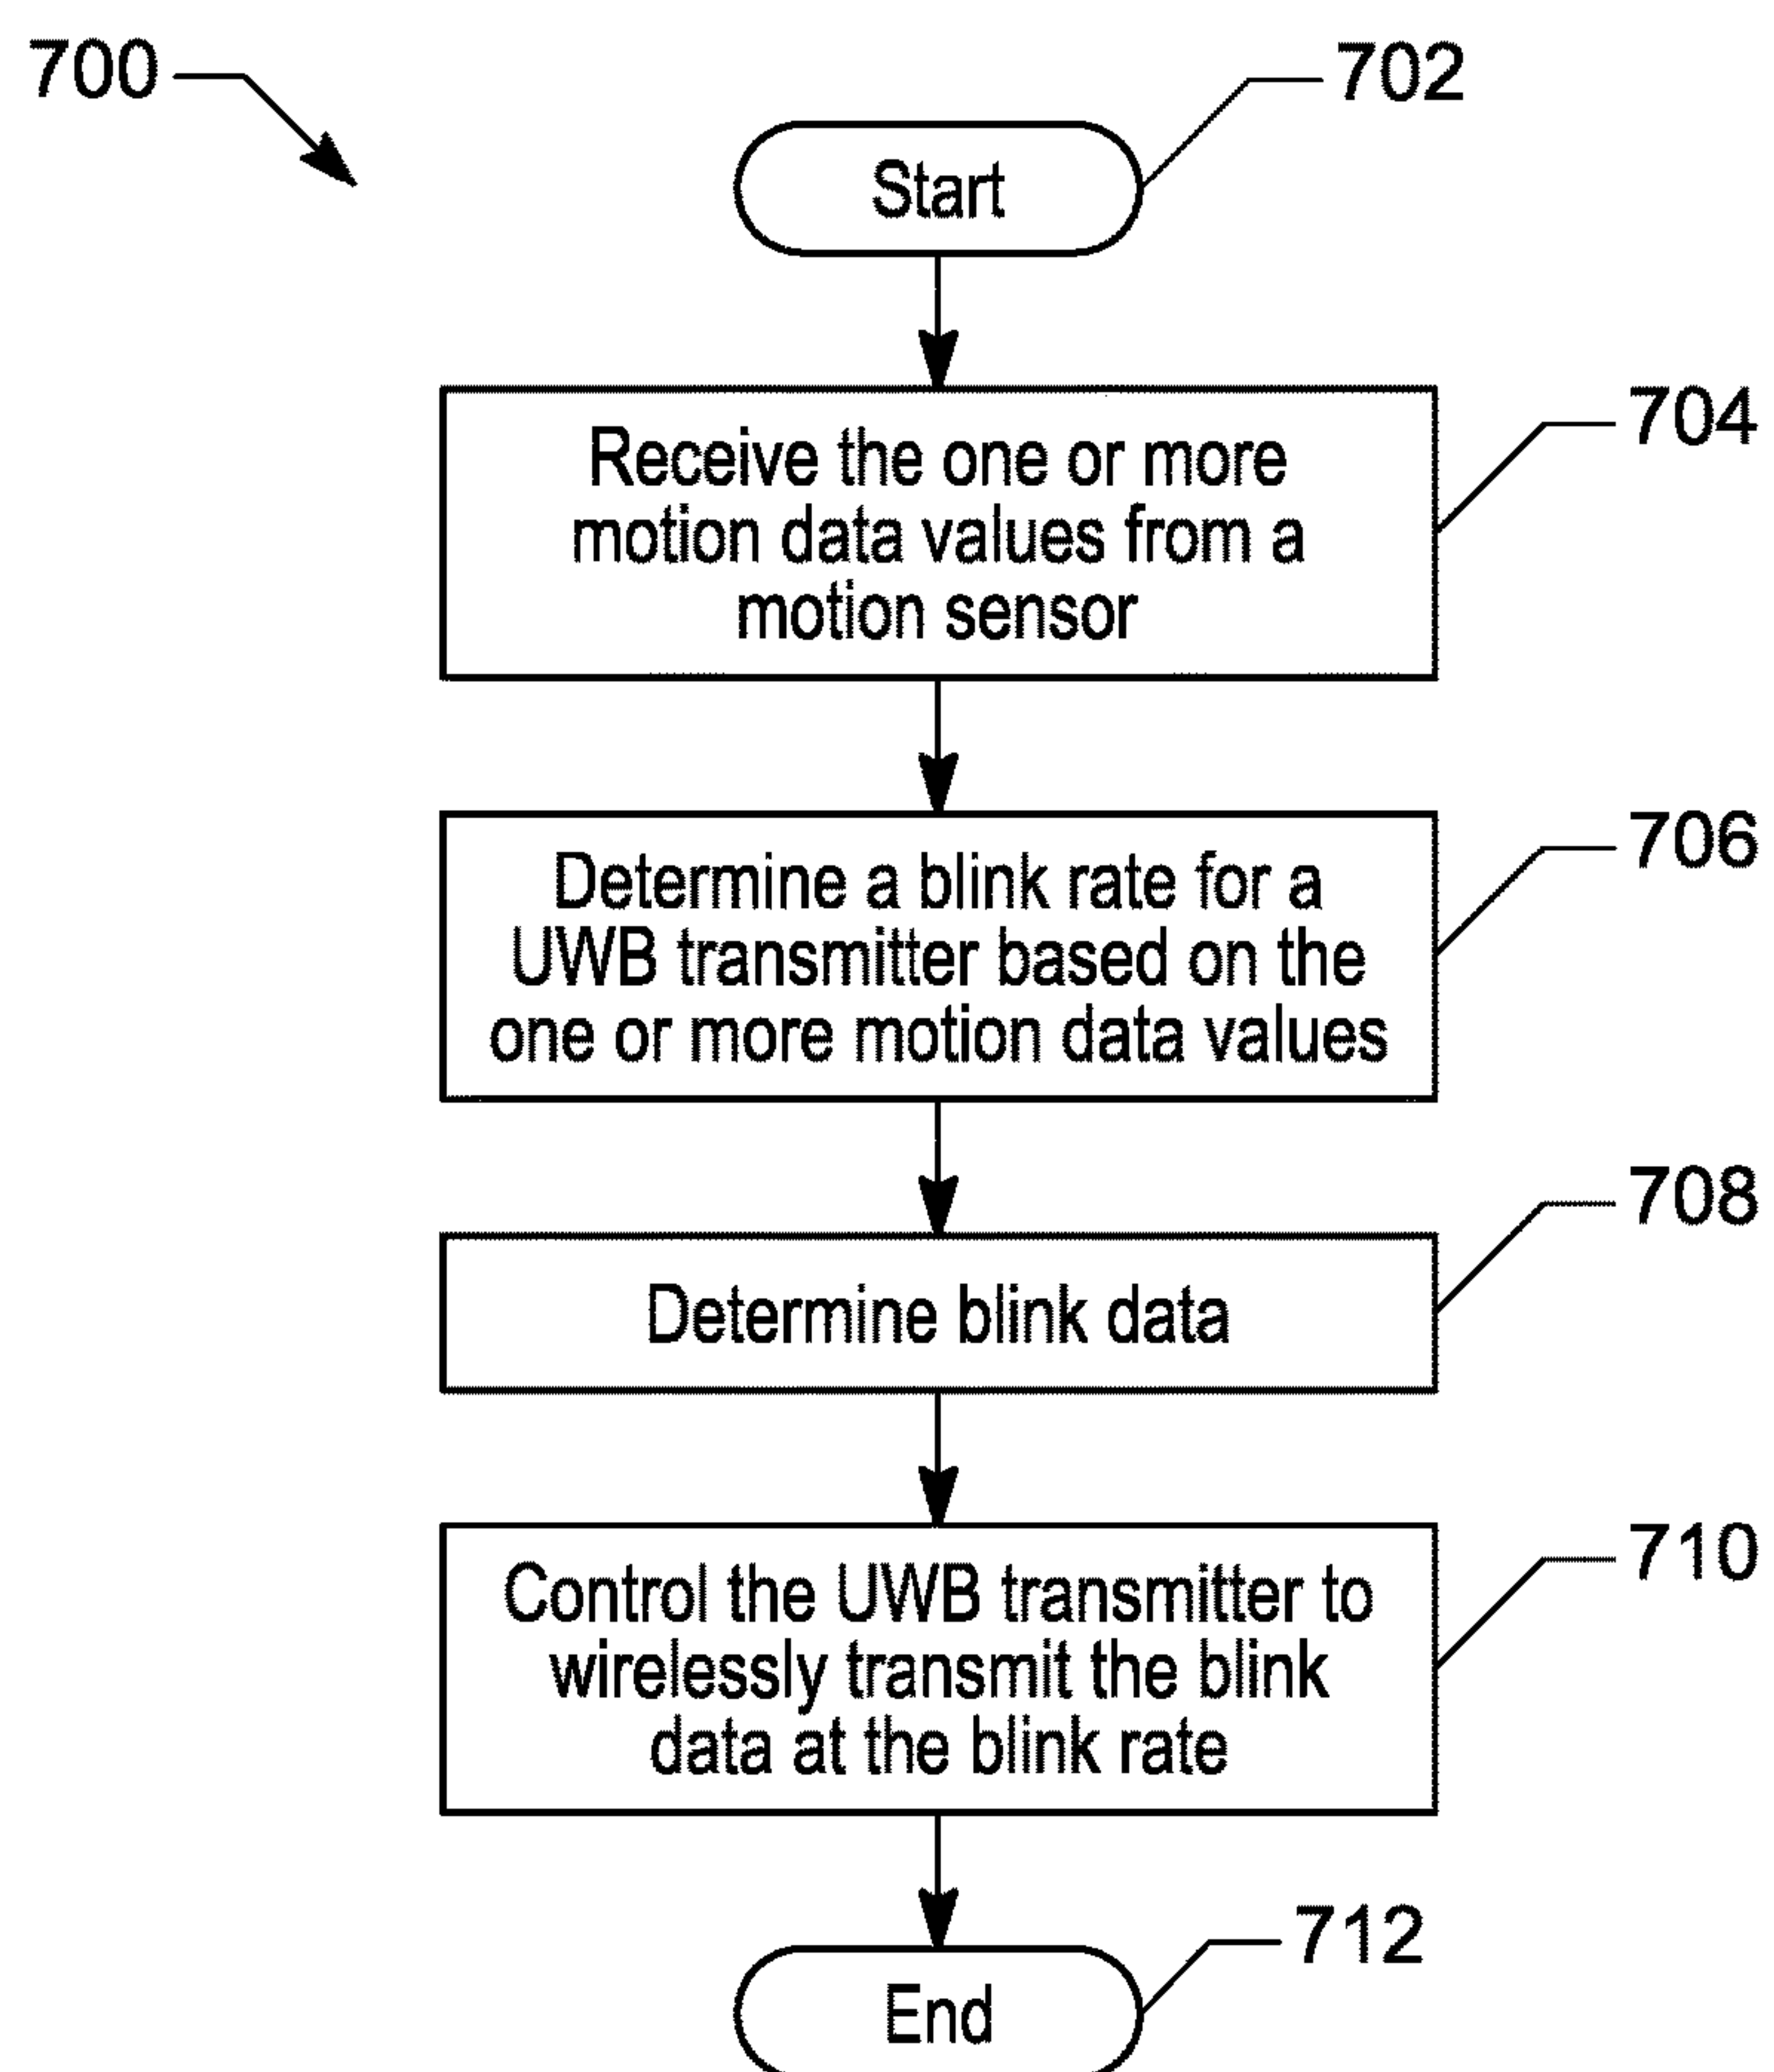 700
702
Start
704
Receive the one or more
motion data values from a
motion sensor
706
Determine a blink rate for a
UWB transmitter based on the
one or more motion data values
708
Determine blink data
710
Control the UWB transmitter to
wirelessly transmit the blink
data at the blink rate
712
End